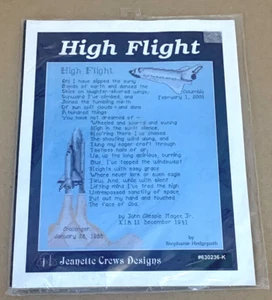 High Flight
High Flight
Oh! I have slipped the surly
Bonds of earth and danced the
Skies on laughter-silvered wings.
Sunward I've climbed, and
Joined the tumbling mirth
Of sun split clouds - and done
A hundred things
You have not dreamed of -
Columbia
February 1, 2003
Wheeled and soared and swung
High in the sunlit silence.
Hov'ring there I've chased
The shouting wind along, and
flung my eager craft through
footless halls of air.
Up, up the long delirious, burning
Blue, I've topped the windswept
Heights with easy grace
Where never lark or even eagle
flew. And, while with silent
lifting mind I've trod the high
Untrespassed sanctity of space,
Put out my hand and touched
The face of God.
Challenger
January 28, 1986
by John Gillespie Magee Jr.
KIA 11 December 1941
by
Stephanie Hedgepath
Jeanette Crews Designs
#630236-K